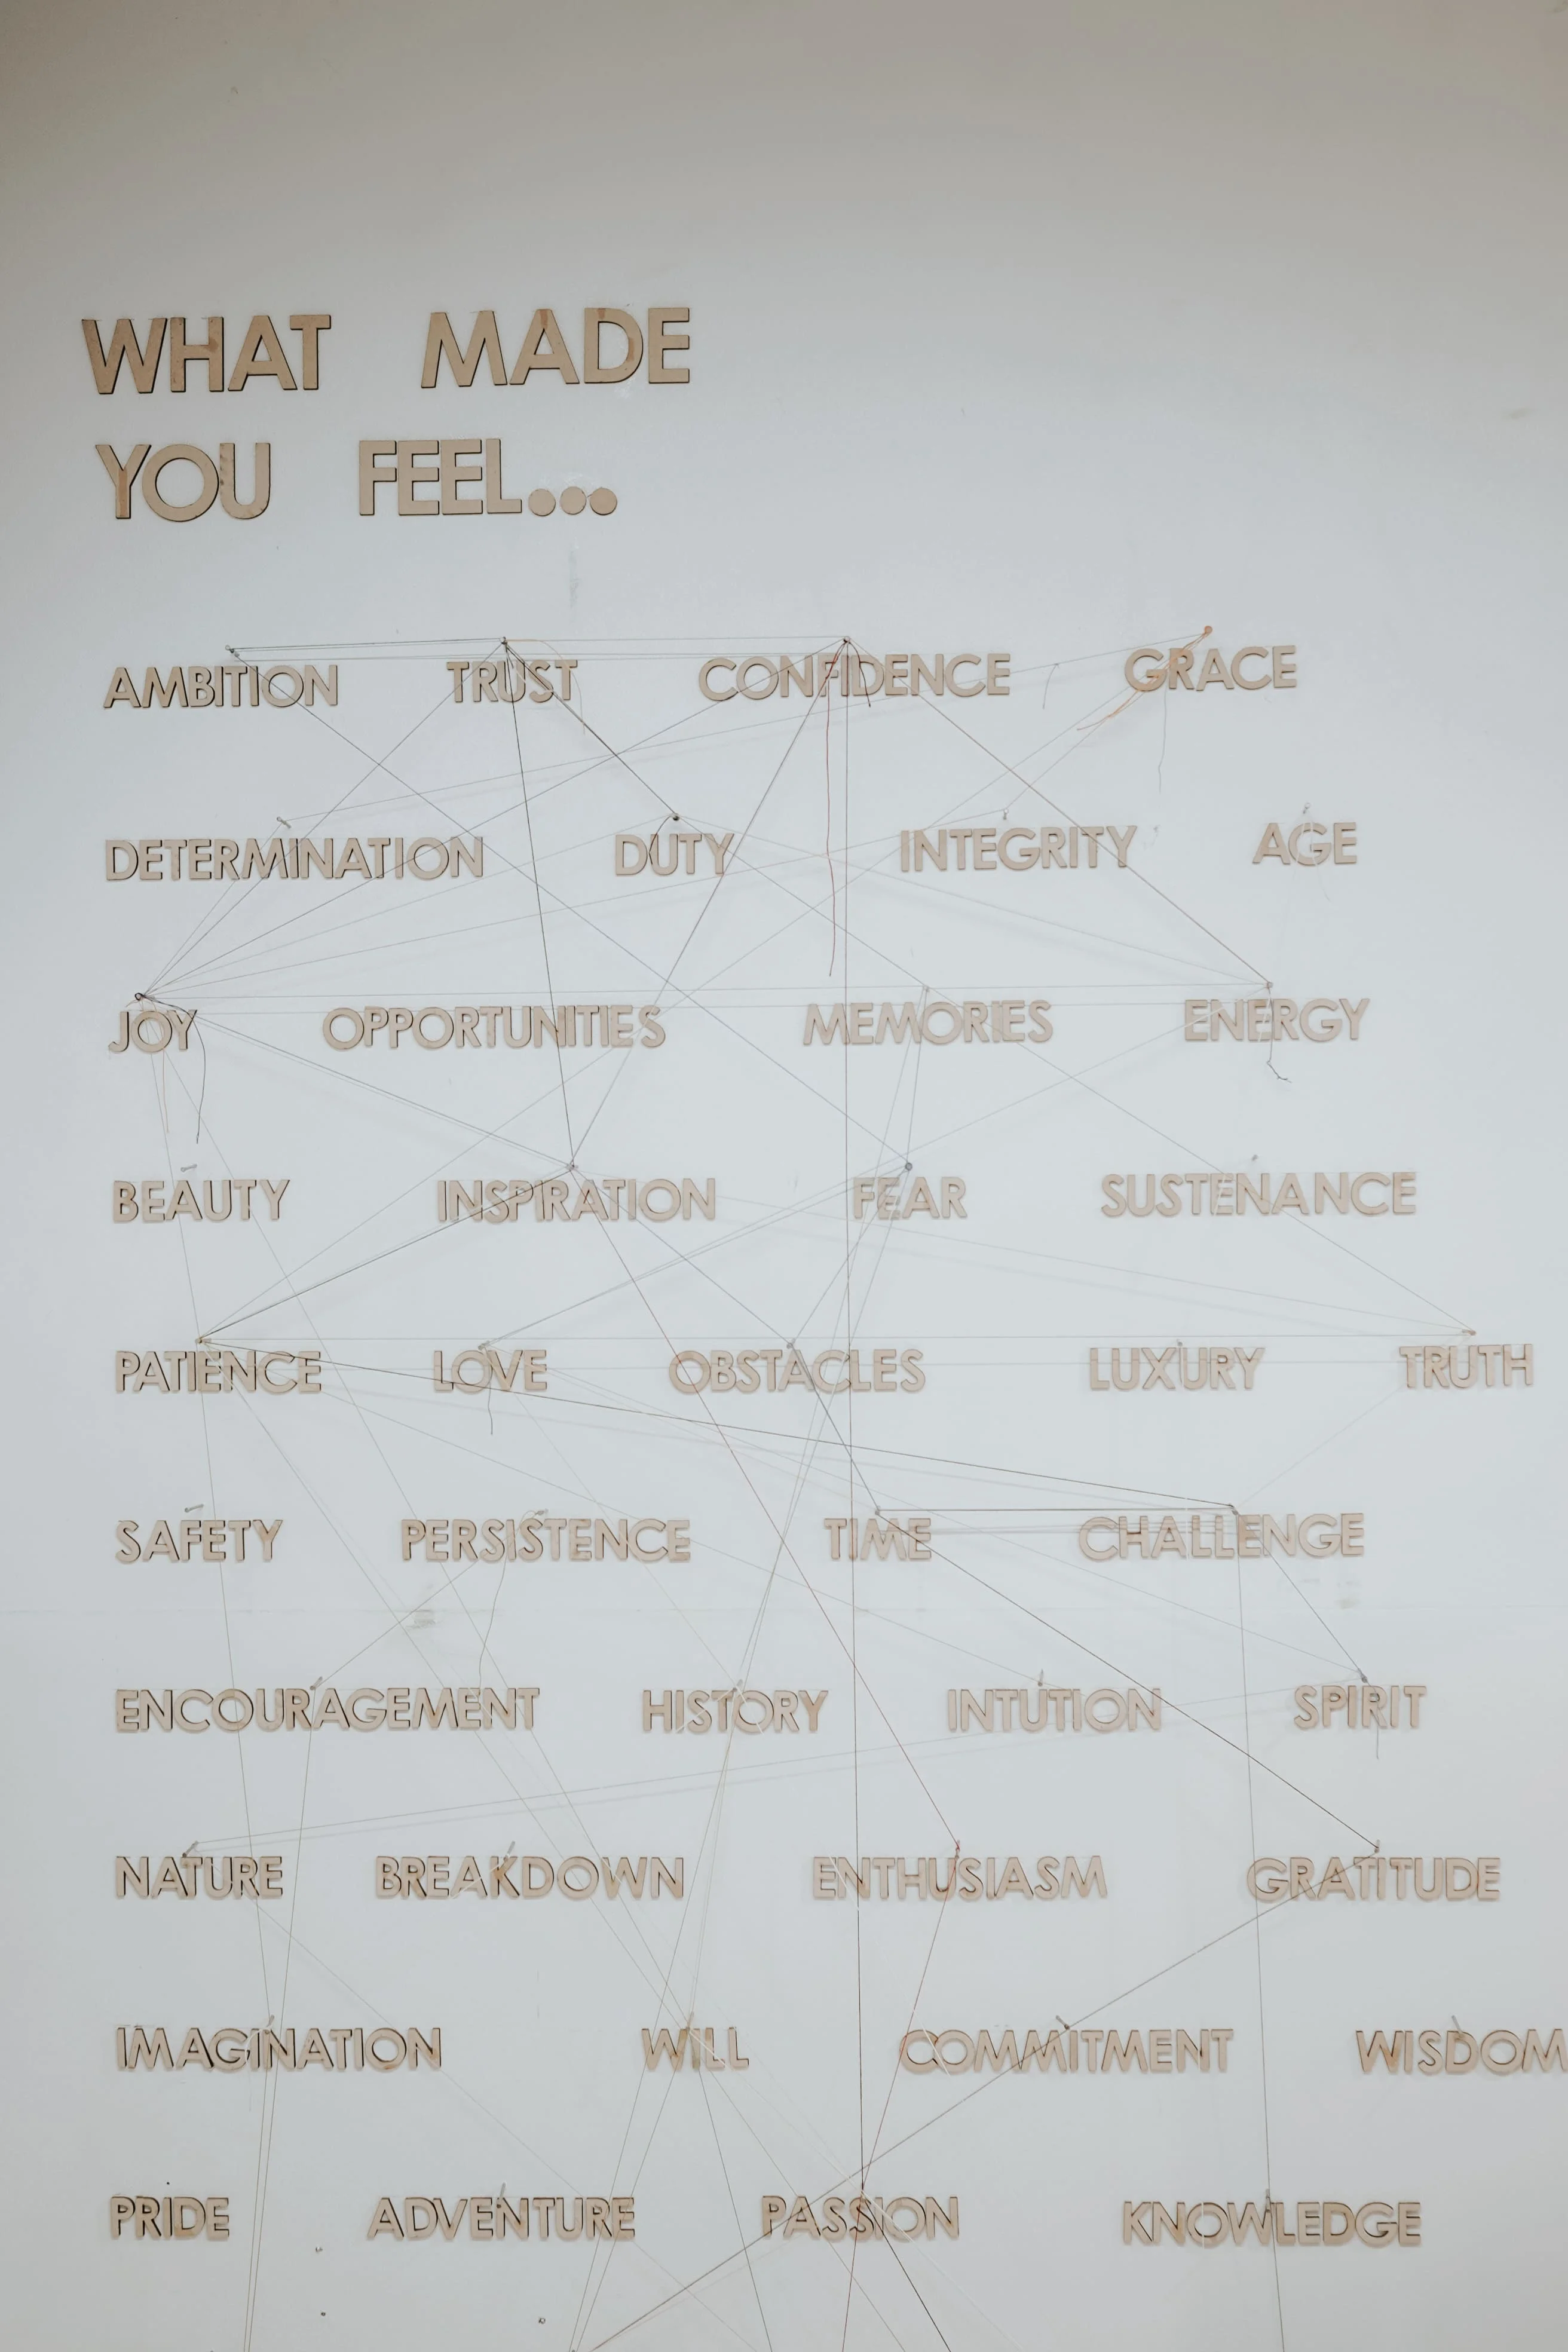 WHAT MADE
YOU FEEL...
AMBITION TRUST CONFIDENCE GRACE
DETERMINATION DUTY INTEGRITY AGE
JOY OPPORTUNITIES MEMORIES ENERGY
BEAUTY INSPIRATION FEAR SUSTENANCE
PATIENCE LOVE OBSTACLES LUXURY TRUTH
SAFETY PERSISTENCE TIME CHALLENGE
ENCOURAGEMENT HISTORY INTUTION SPIRIT
NATURE BREAKDOWN ENTHUSIASM GRATITUDE
IMAGINATION WILL COMMITMENT WISDOM
PRIDE ADVENTURE PASSION KNOWLEDGE